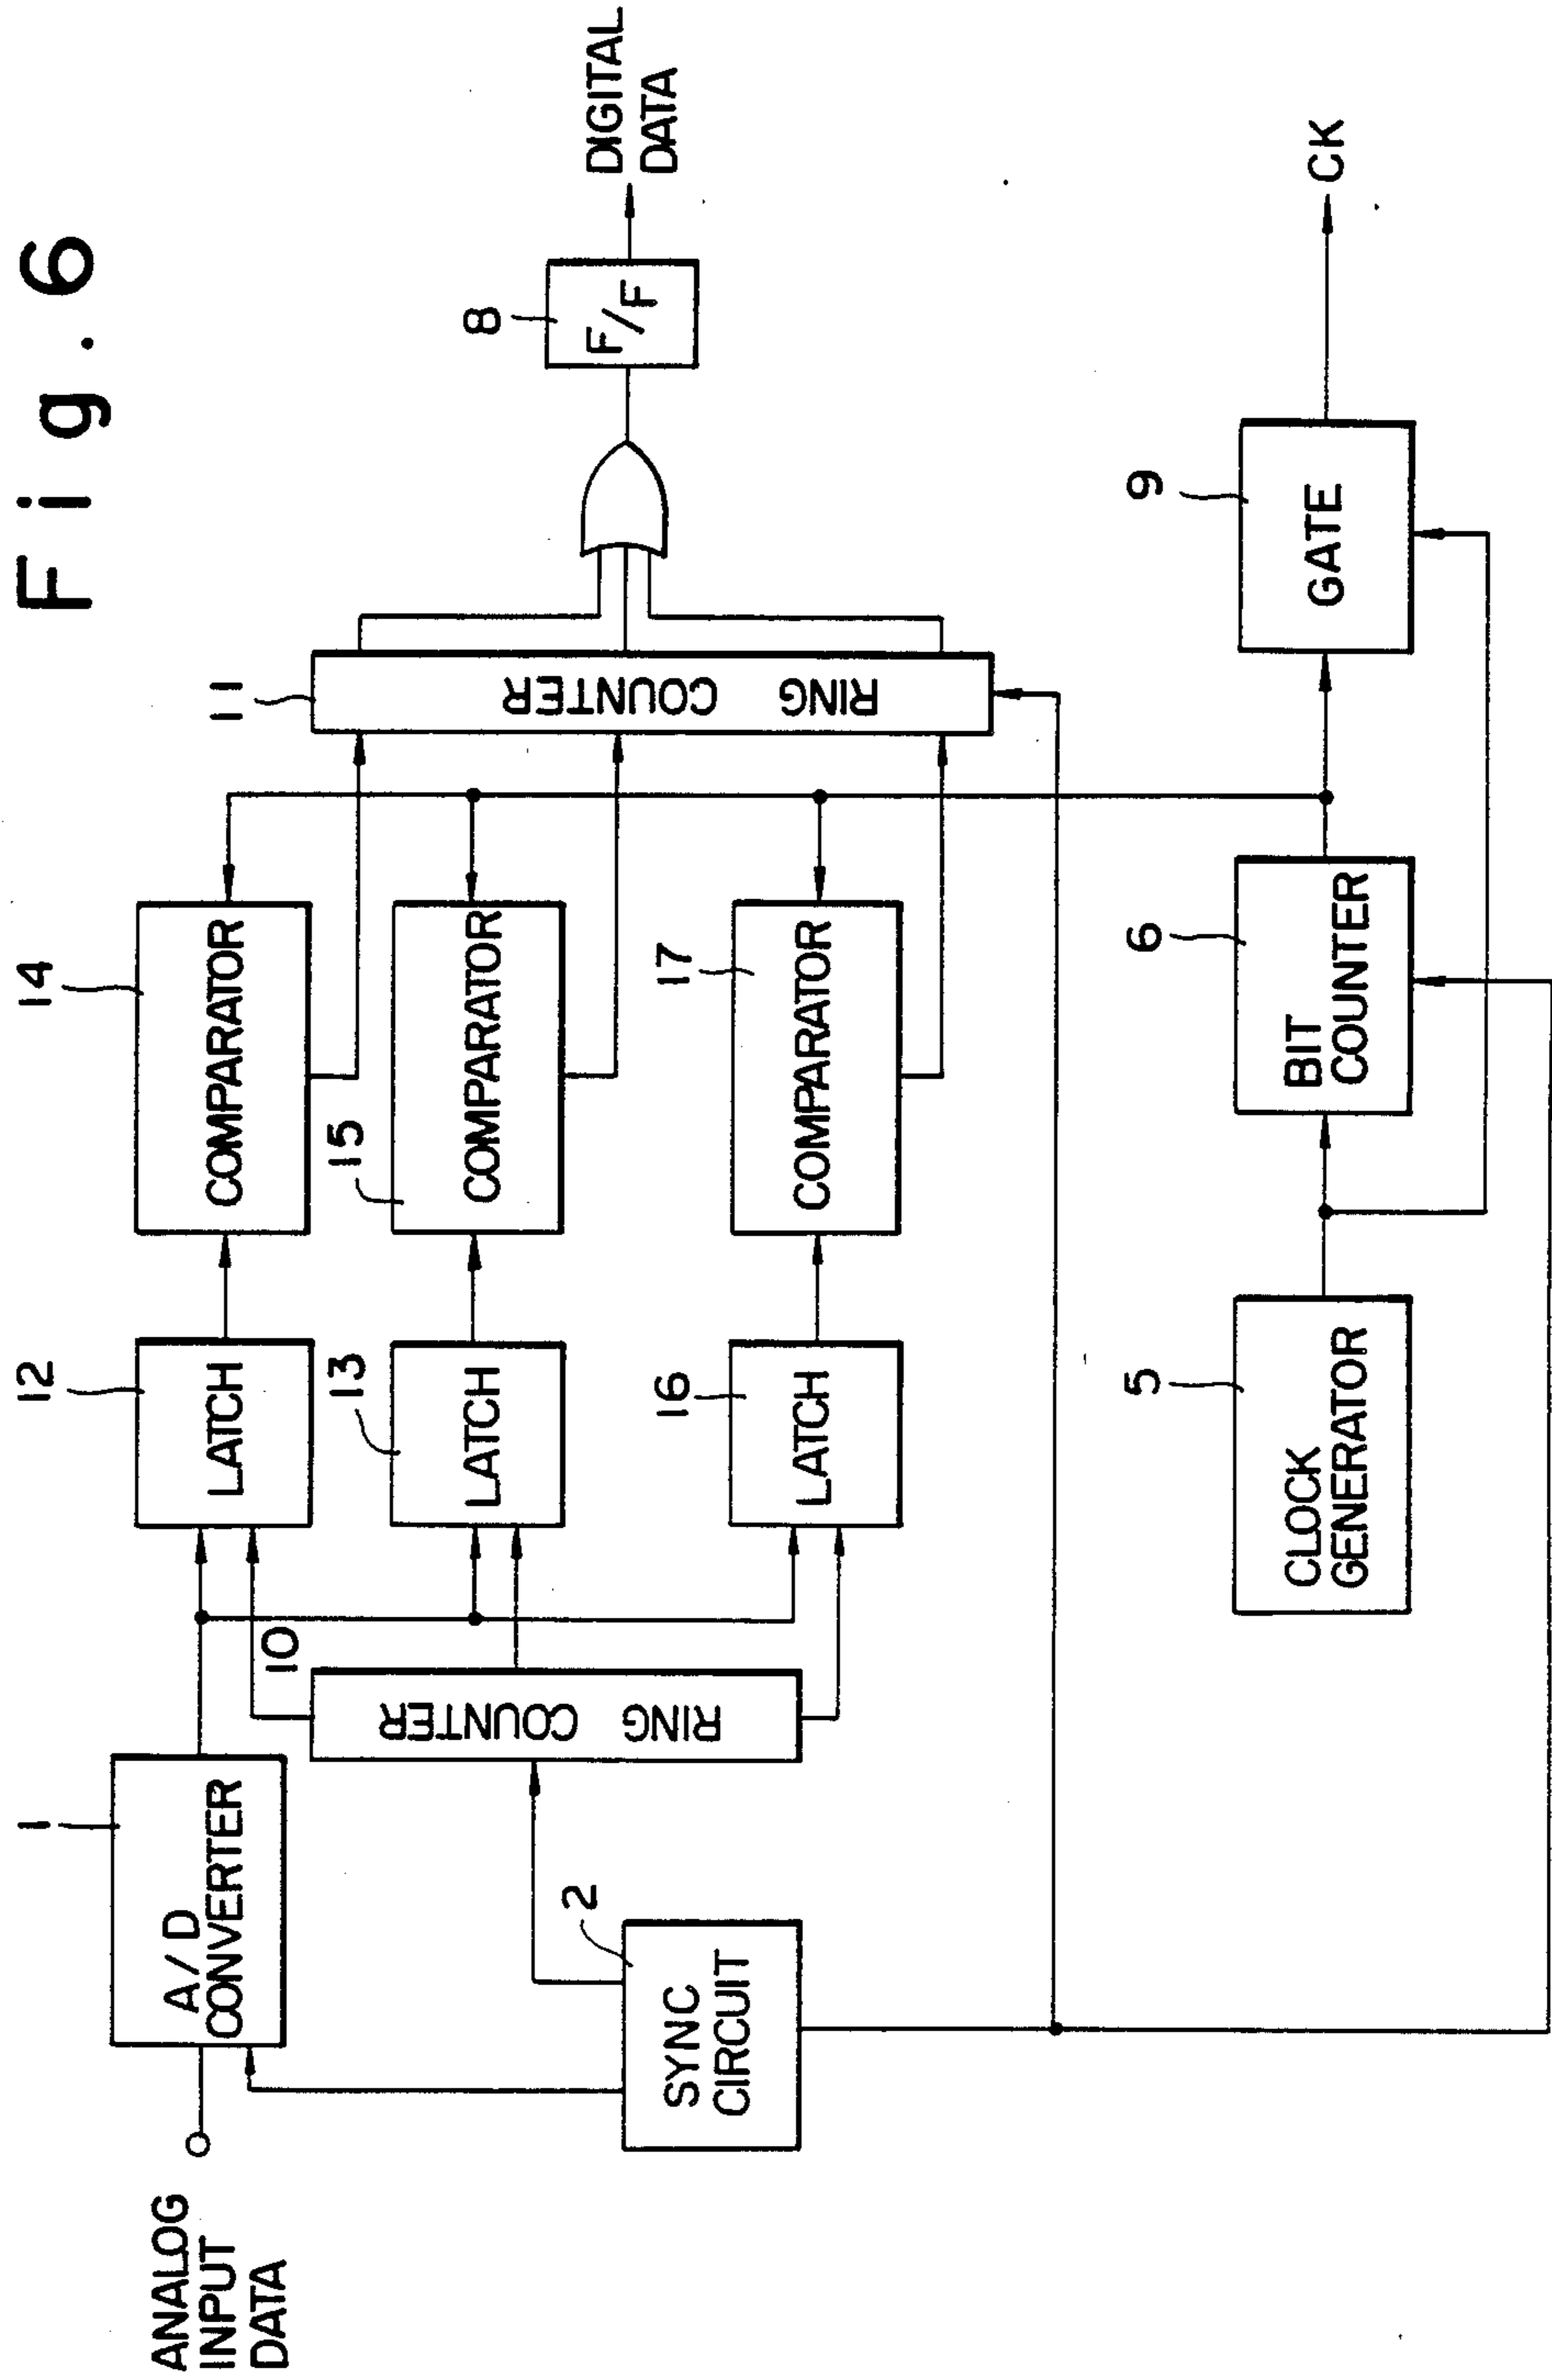 Fig. 6
ANALOG
INPUT
DATA
1
A/D
CONVERTER
2
SYNC
CIRCUIT
10
RING COUNTER
12
LATCH
13
LATCH
16
LATCH
14
COMPARATOR
15
COMPARATOR
17
COMPARATOR
11
RING COUNTER
8
F/F
DIGITAL
DATA
5
CLOCK
GENERATOR
6
BIT
COUNTER
9
GATE
CK